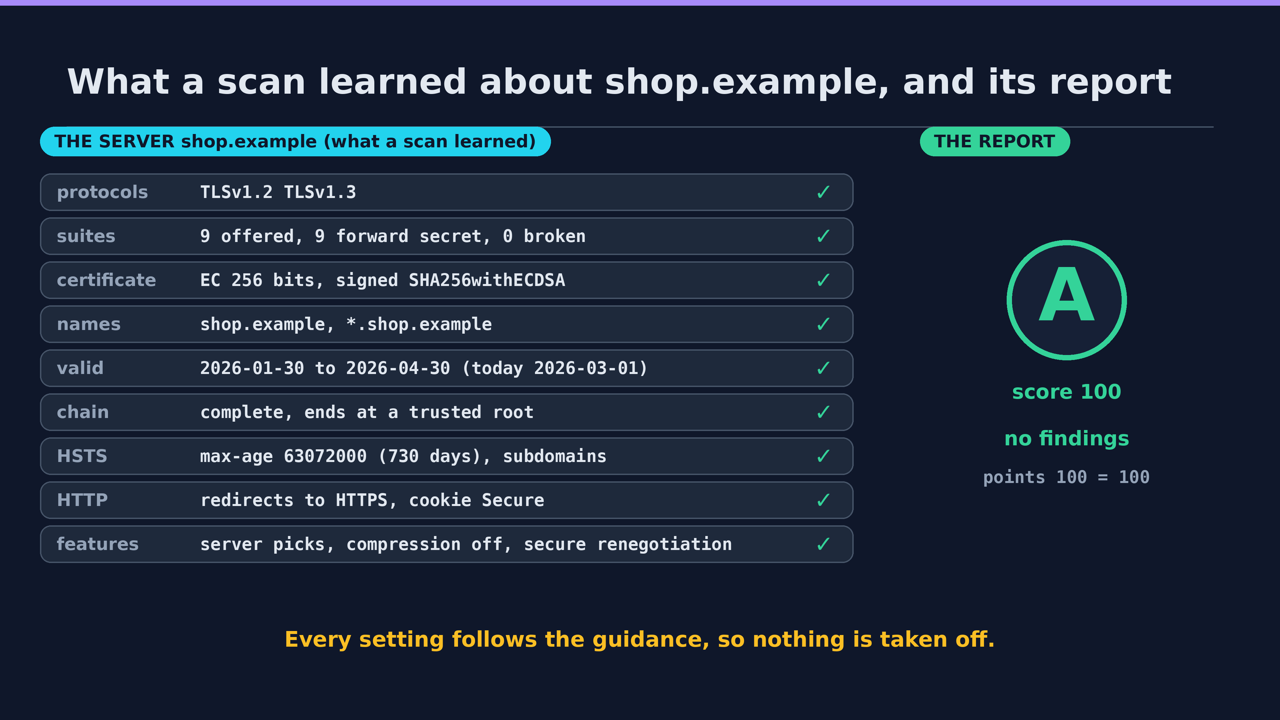 What a scan learned about shop.example, and its report
THE SERVER shop.example (what a scan learned)
protocols TLSv1.2 TLSv1.3 ✓
suites 9 offered, 9 forward secret, 0 broken ✓
certificate EC 256 bits, signed SHA256withECDSA ✓
names shop.example, *.shop.example ✓
valid 2026-01-30 to 2026-04-30 (today 2026-03-01) ✓
chain complete, ends at a trusted root ✓
HSTS max-age 63072000 (730 days), subdomains ✓
HTTP redirects to HTTPS, cookie Secure ✓
features server picks, compression off, secure renegotiation ✓
THE REPORT
A
score 100
no findings
points 100 = 100
Every setting follows the guidance, so nothing is taken off.